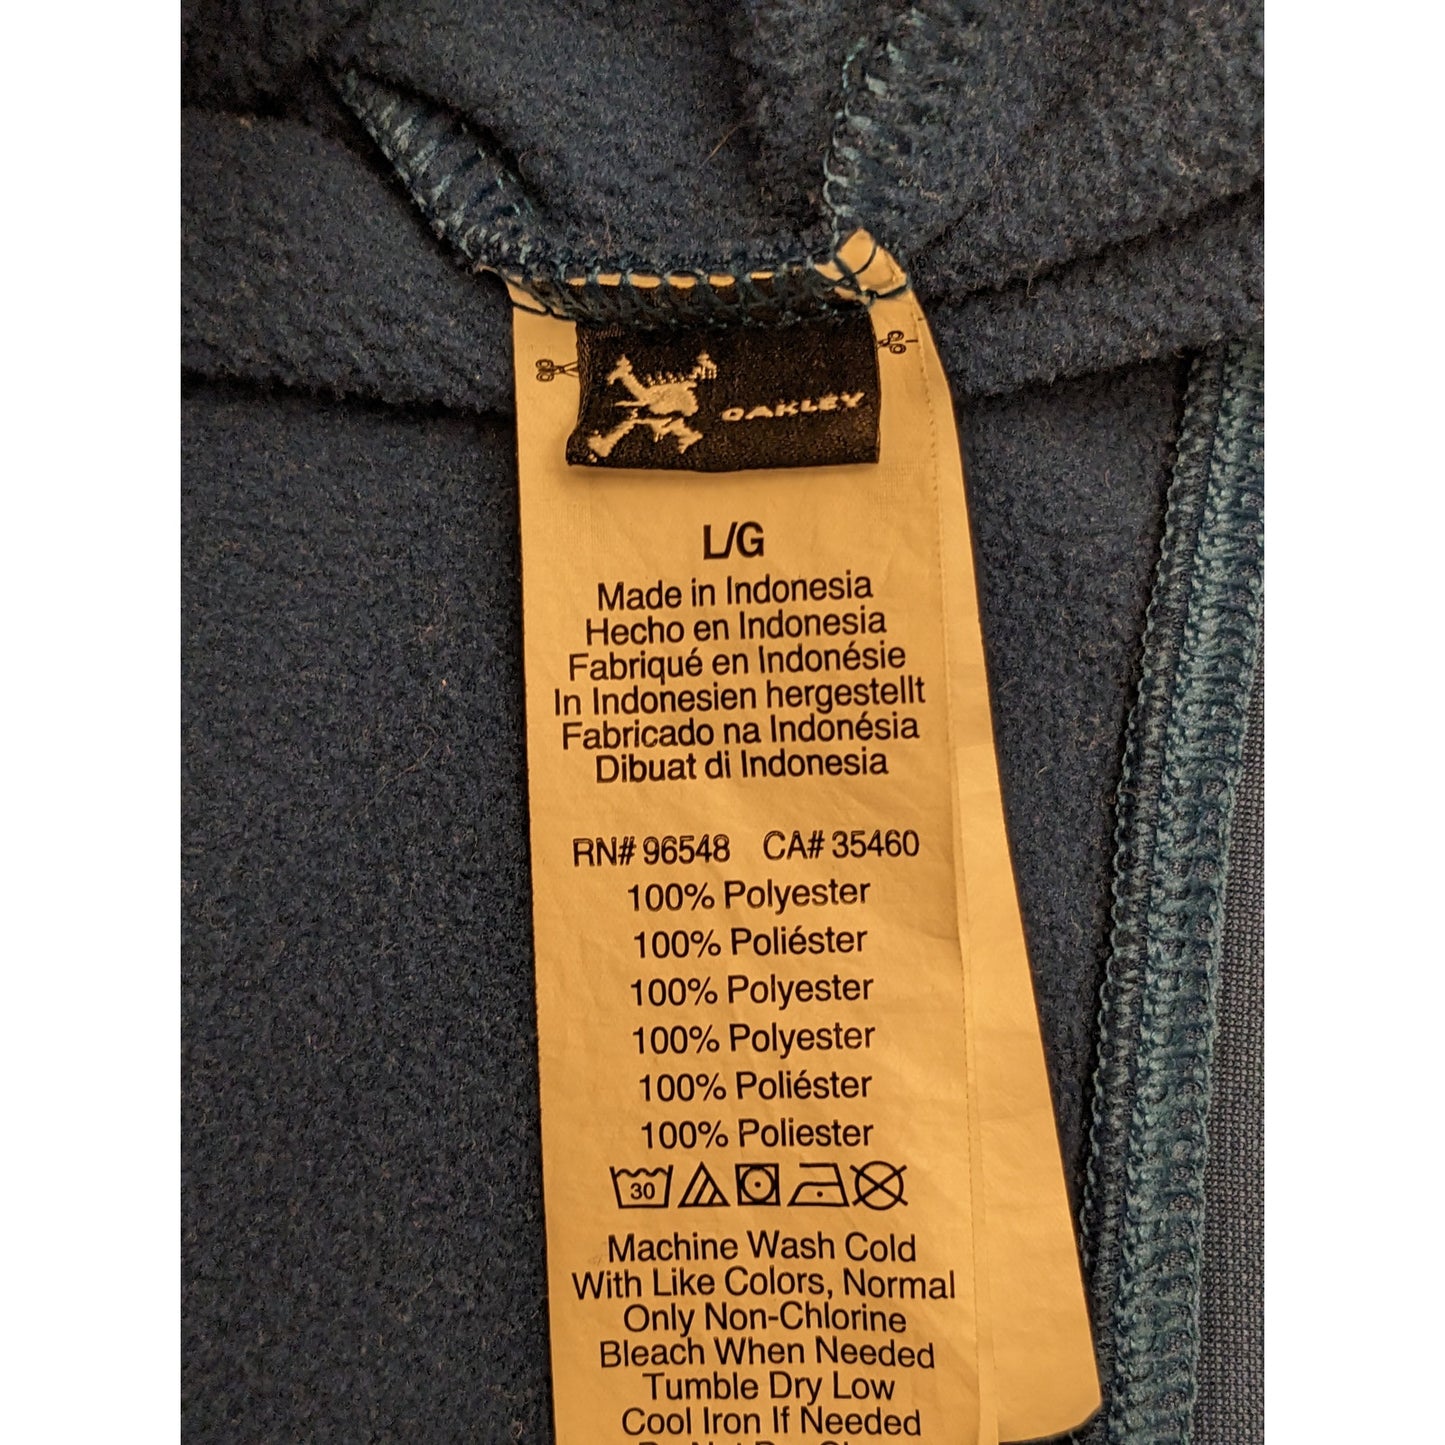 OAKLEY
L/G
Made in Indonesia
Hecho en Indonesia
Fabriqué en Indonésie
In Indonesien hergestellt
Fabricado na Indonésia
Dibuat di Indonesia
RN# 96548 CA# 35460
100% Polyester
100% Poliéster
100% Polyester
100% Polyester
100% Poliéster
100% Poliester
30
Machine Wash Cold
With Like Colors, Normal
Only Non-Chlorine
Bleach When Needed
Tumble Dry Low
Cool Iron If Needed